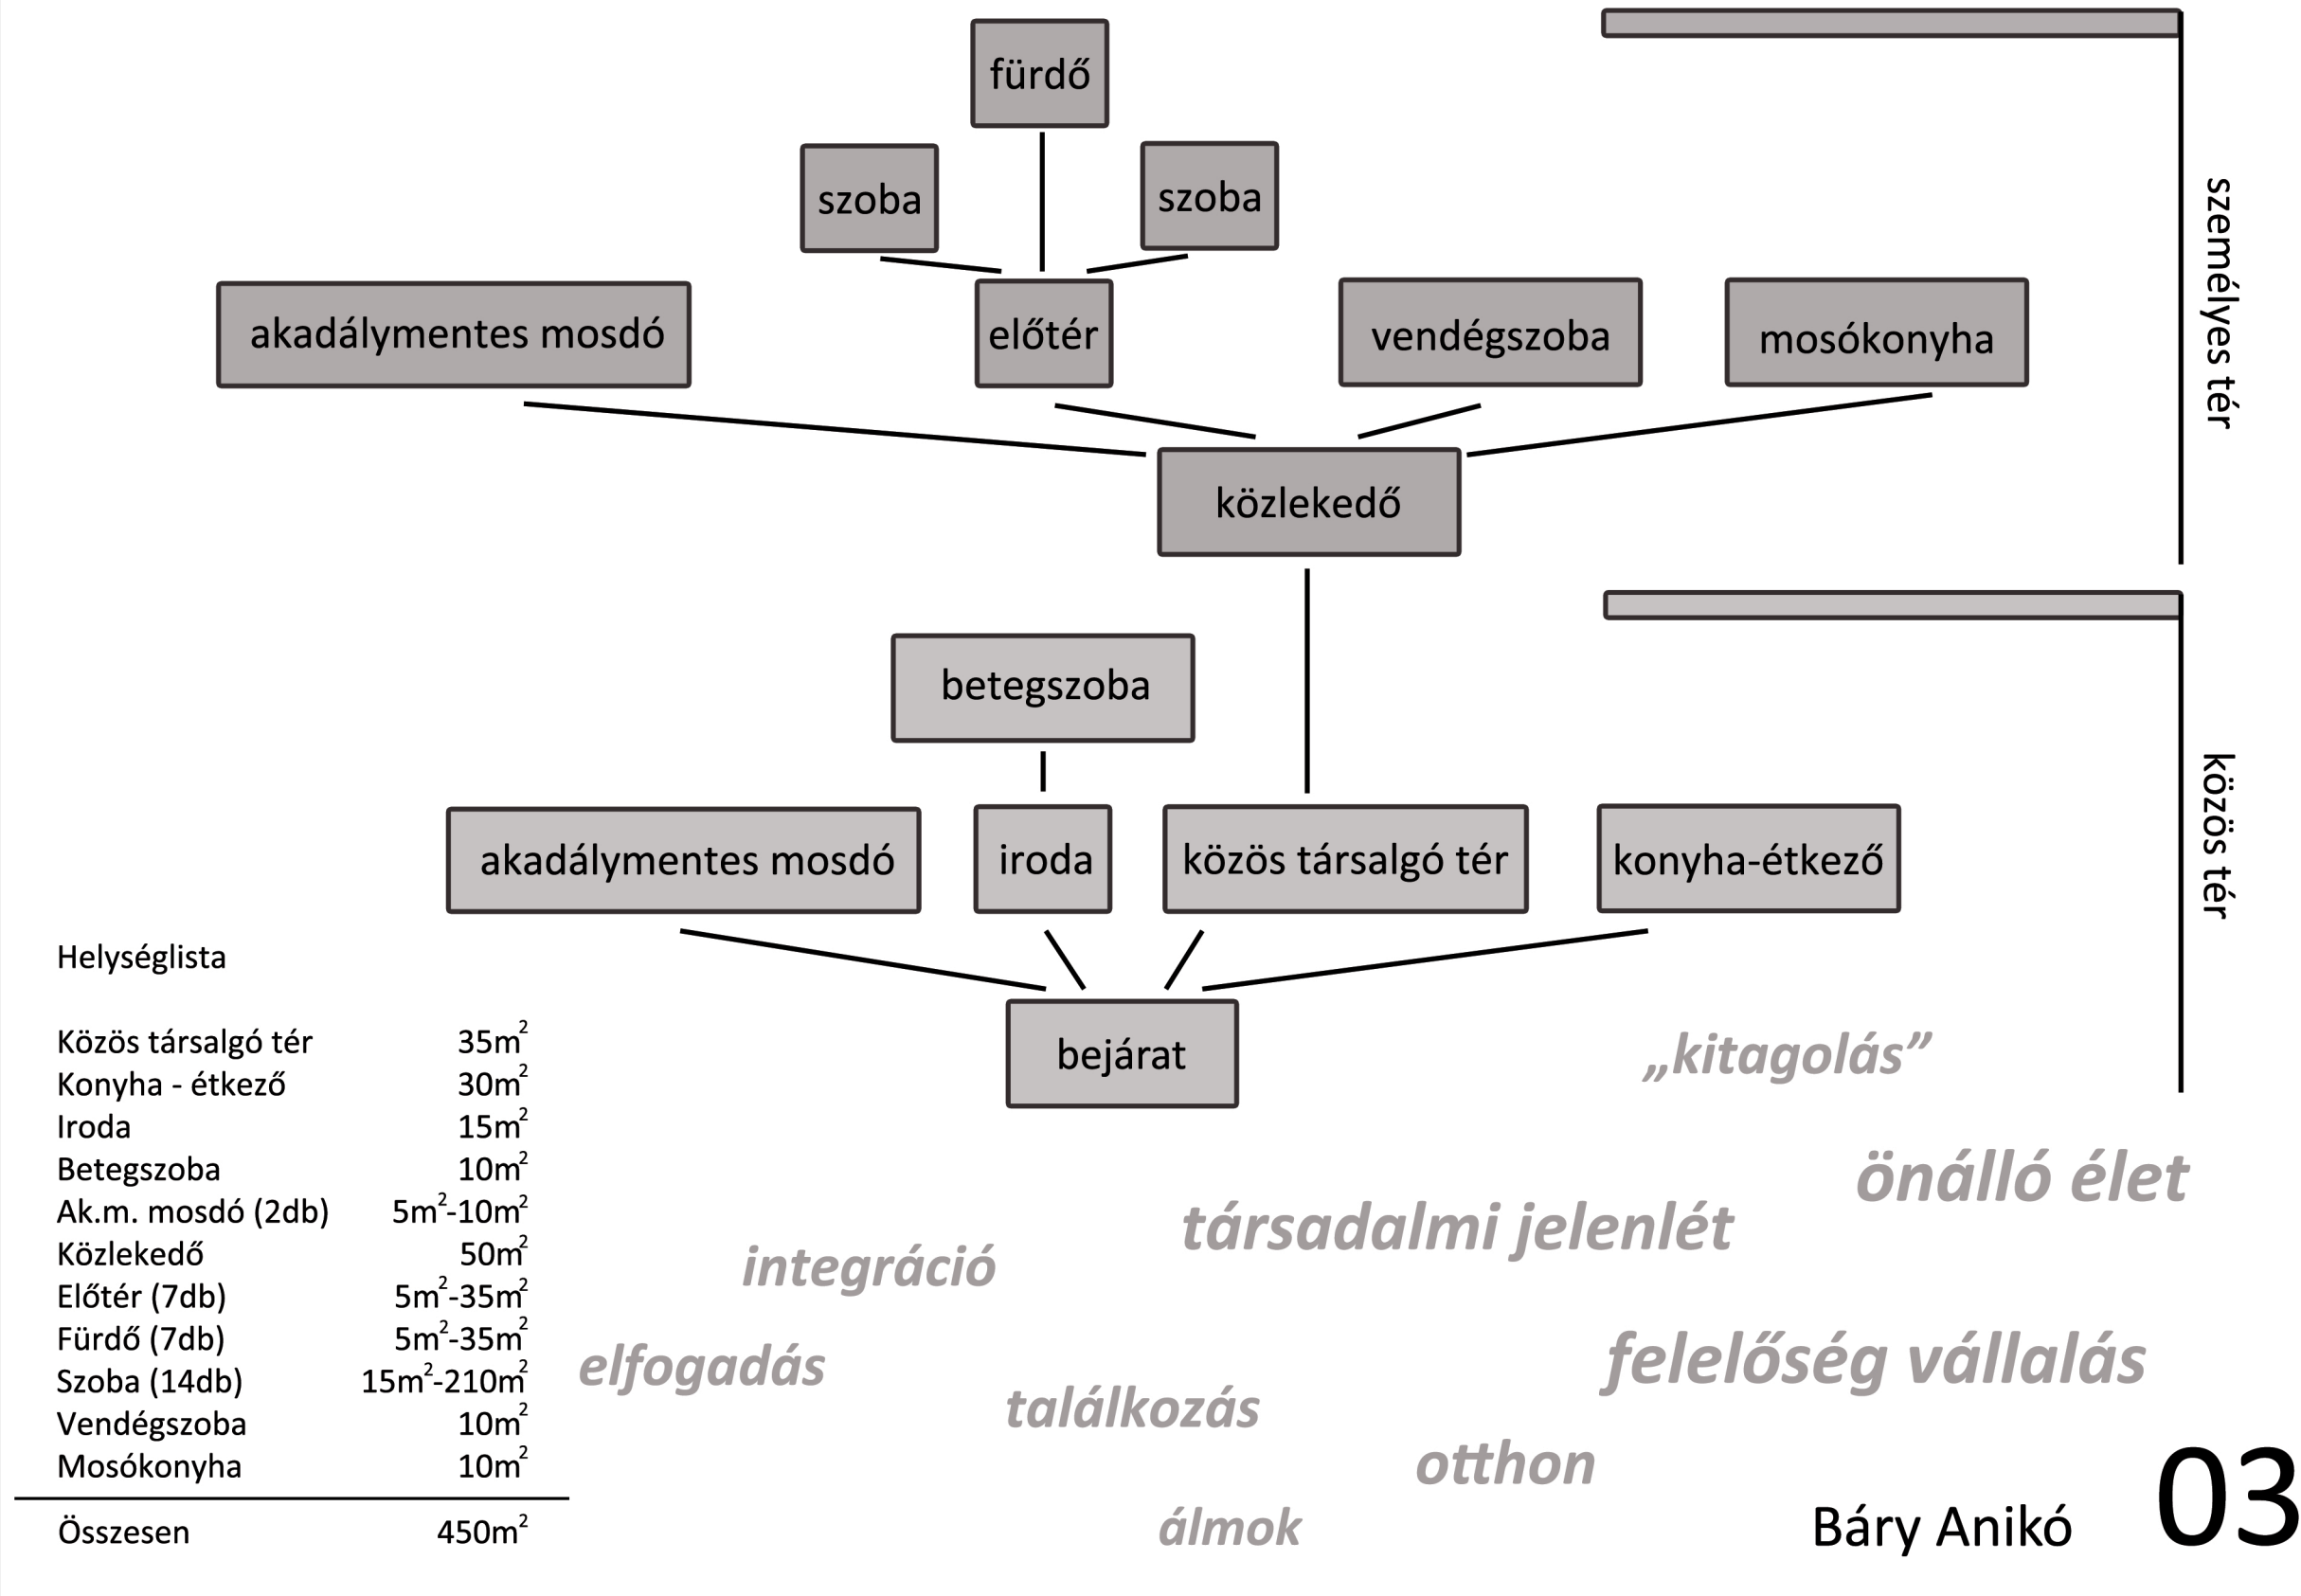 fürdő
szoba
szoba
akadálymentes mosdó
előtér
vendégszoba
mosókonyha
személyes tér
közlekedő
betegszoba
közös tér
akadálymentes mosdó
iroda
közös társalgó tér
konyha-étkező
bejárat
Helységlista
Közös társalgó tér 35m²
Konyha - étkező 30m²
Iroda 15m²
Betegszoba 10m²
Ak.m. mosdó (2db) 5m²-10m²
Közlekedő 50m²
Előtér (7db) 5m²-35m²
Fürdő (7db) 5m²-35m²
Szoba (14db) 15m²-210m²
Vendégszoba 10m²
Mosókonyha 10m²
Összesen 450m²
„kitagolás”
önálló élet
társadalmi jelenlét
integráció
elfogadás
felelőség vállalás
találkozás
otthon
álmok
Báry Anikó
03